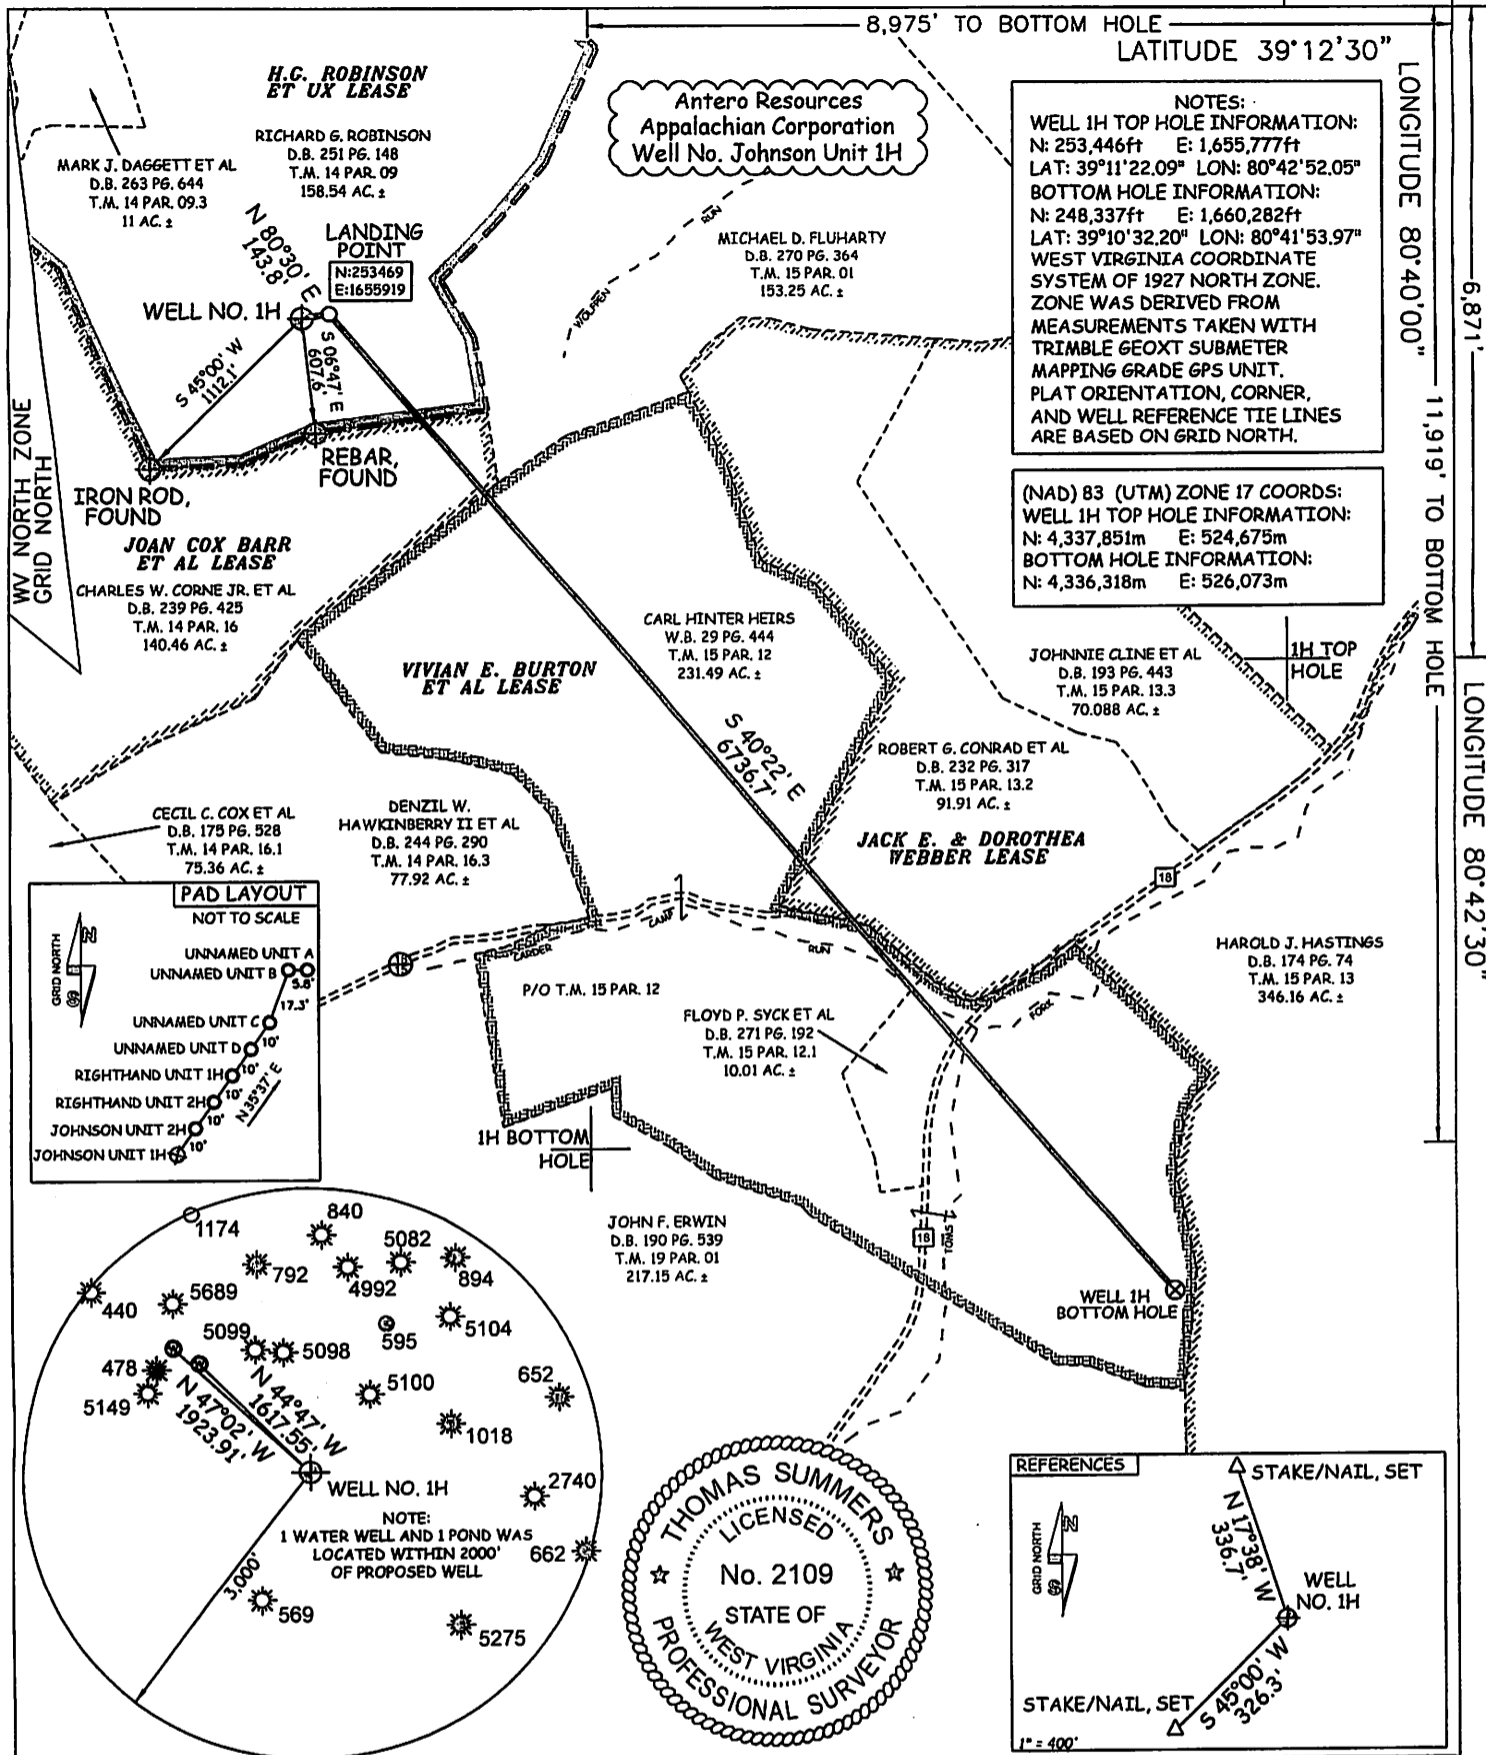 8,975' TO BOTTOM HOLE
LATITUDE 39°12'30"
LONGITUDE 80°40'00"
6,871'
11,919' TO BOTTOM HOLE
LONGITUDE 80°42'30"
H.C. ROBINSON
ET UX LEASE
RICHARD G. ROBINSON
D.B. 251 PG. 148
T.M. 14 PAR. 09
158.54 AC. ±
MARK J. DAGGETT ET AL
D.B. 263 PG. 644
T.M. 14 PAR. 09.3
11 AC. ±
Antero Resources
Appalachian Corporation
Well No. Johnson Unit 1H
NOTES:
WELL 1H TOP HOLE INFORMATION:
N: 253,446ft E: 1,655,777ft
LAT: 39°11'22.09" LON: 80°42'52.05"
BOTTOM HOLE INFORMATION:
N: 248,337ft E: 1,660,282ft
LAT: 39°10'32.20" LON: 80°41'53.97"
WEST VIRGINIA COORDINATE
SYSTEM OF 1927 NORTH ZONE.
ZONE WAS DERIVED FROM
MEASUREMENTS TAKEN WITH
TRIMBLE GEOXT SUBMETER
MAPPING GRADE GPS UNIT.
PLAT ORIENTATION, CORNER,
AND WELL REFERENCE TIE LINES
ARE BASED ON GRID NORTH.
(NAD) 83 (UTM) ZONE 17 COORDS:
WELL 1H TOP HOLE INFORMATION:
N: 4,337,851m E: 524,675m
BOTTOM HOLE INFORMATION:
N: 4,336,318m E: 526,073m
N 80°30' E
143.8'
LANDING
POINT
N:253469
E:1655919
WELL NO. 1H
S 45°00' W
1112.1'
S 06°47' E
607.6'
REBAR,
FOUND
IRON ROD,
FOUND
WV NORTH ZONE
GRID NORTH
WOLFPEN
RUN
MICHAEL D. FLUHARTY
D.B. 270 PG. 364
T.M. 15 PAR. 01
153.25 AC. ±
JOAN COX BARR
ET AL LEASE
CHARLES W. CORNE JR. ET AL
D.B. 239 PG. 425
T.M. 14 PAR. 16
140.46 AC. ±
VIVIAN E. BURTON
ET AL LEASE
CARL HINTER HEIRS
W.B. 29 PG. 444
T.M. 15 PAR. 12
231.49 AC. ±
JOHNNIE CLINE ET AL
D.B. 193 PG. 443
T.M. 15 PAR. 13.3
70.088 AC. ±
1H TOP
HOLE
S 40°22' E
6736.7'
ROBERT G. CONRAD ET AL
D.B. 232 PG. 317
T.M. 15 PAR. 13.2
91.91 AC. ±
JACK E. & DOROTHEA
WEBBER LEASE
CECIL C. COX ET AL
D.B. 175 PG. 528
T.M. 14 PAR. 16.1
75.36 AC. ±
DENZIL W.
HAWKINBERRY II ET AL
D.B. 244 PG. 290
T.M. 14 PAR. 16.3
77.92 AC. ±
18
15
CARDER
CAMP
RUN
HAROLD J. HASTINGS
D.B. 174 PG. 74
T.M. 15 PAR. 13
346.16 AC. ±
P/O T.M. 15 PAR. 12
FLOYD P. SYCK ET AL
D.B. 271 PG. 192
T.M. 15 PAR. 12.1
10.01 AC. ±
FORK
TOMS
18
PAD LAYOUT
NOT TO SCALE
GRID NORTH
N
UNNAMED UNIT A
UNNAMED UNIT B
5.8'
17.3'
UNNAMED UNIT C
10'
UNNAMED UNIT D
10'
RIGHTHAND UNIT 1H
10'
RIGHTHAND UNIT 2H
10'
JOHNSON UNIT 2H
10'
JOHNSON UNIT 1H
N35°37' E
1H BOTTOM
HOLE
JOHN F. ERWIN
D.B. 190 PG. 539
T.M. 19 PAR. 01
217.15 AC. ±
WELL 1H
BOTTOM HOLE
1174
840
792
5082
4992
894
440
5689
5104
595
5099
5098
478
5149
5100
652
1018
N 47°02' W
1923.91'
N 44°47' W
1617.55'
WELL NO. 1H
2740
NOTE:
1 WATER WELL AND 1 POND WAS
LOCATED WITHIN 2000'
OF PROPOSED WELL
662
3,000'
569
5275
THOMAS SUMMERS
LICENSED
No. 2109
STATE OF
WEST VIRGINIA
PROFESSIONAL SURVEYOR
REFERENCES
STAKE/NAIL, SET
GRID NORTH
N
N 17°38' W
336.7'
WELL
NO. 1H
S 45°00' W
326.3'
STAKE/NAIL, SET
1" = 400'